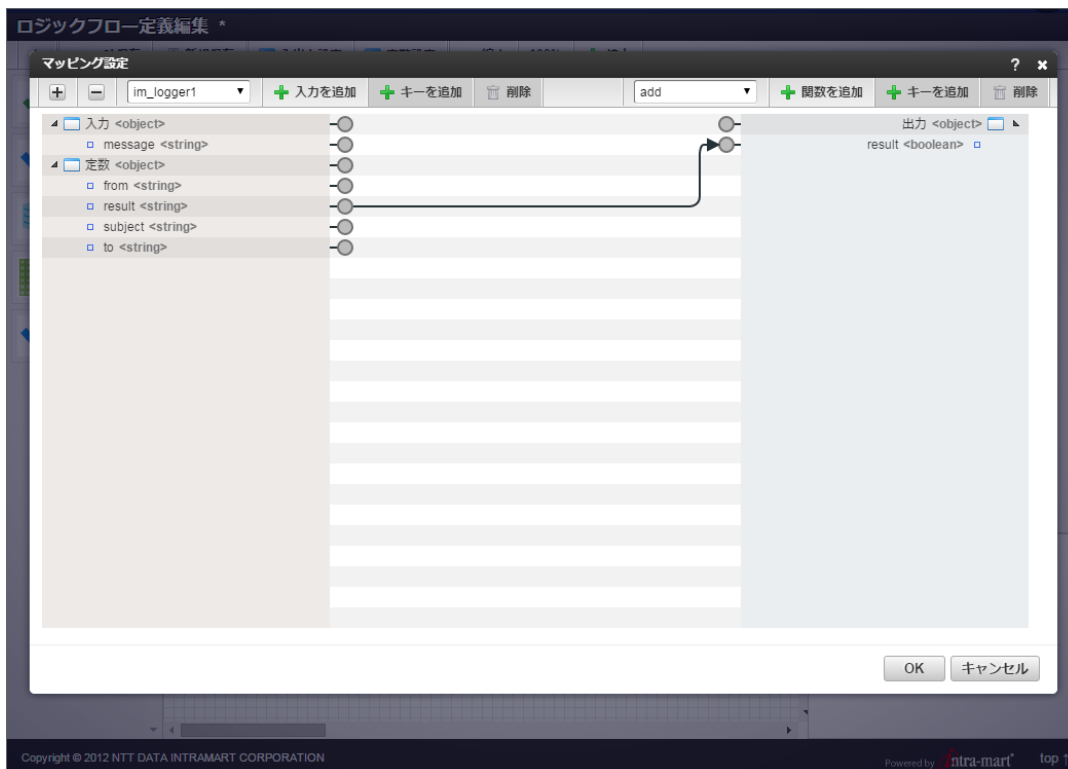 ロジックフロー定義編集 *
マッピング設定 ?
im_logger1 入力を追加 キーを追加 削除 add 関数を追加 キーを追加 削除
入力 <object> 出力 <object>
message <string> result <boolean>
定数 <object>
from <string>
result <string>
subject <string>
to <string>
OK キャンセル
Copyright © 2012 NTT DATA INTRAMART CORPORATION Powered by intra-mart top ↑